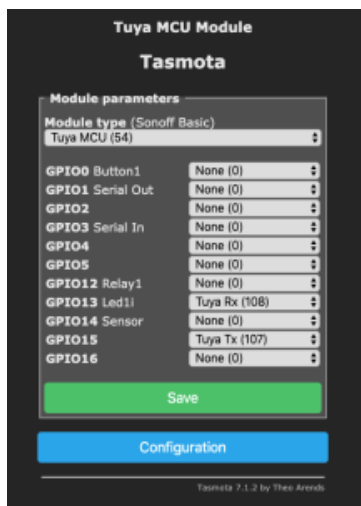 Tuya MCU Module
Tasmota
Module parameters
Module type (Sonoff Basic)
Tuya MCU (54)
GPIO0 Button1 None (0)
GPIO1 Serial Out None (0)
GPIO2 None (0)
GPIO3 Serial In None (0)
GPIO4 None (0)
GPIO5 None (0)
GPIO12 Relay1 None (0)
GPIO13 Led1i Tuya Rx (108)
GPIO14 Sensor None (0)
GPIO15 Tuya Tx (107)
GPIO16 None (0)
Save
Configuration
Tasmota 7.1.2 by Theo Arends